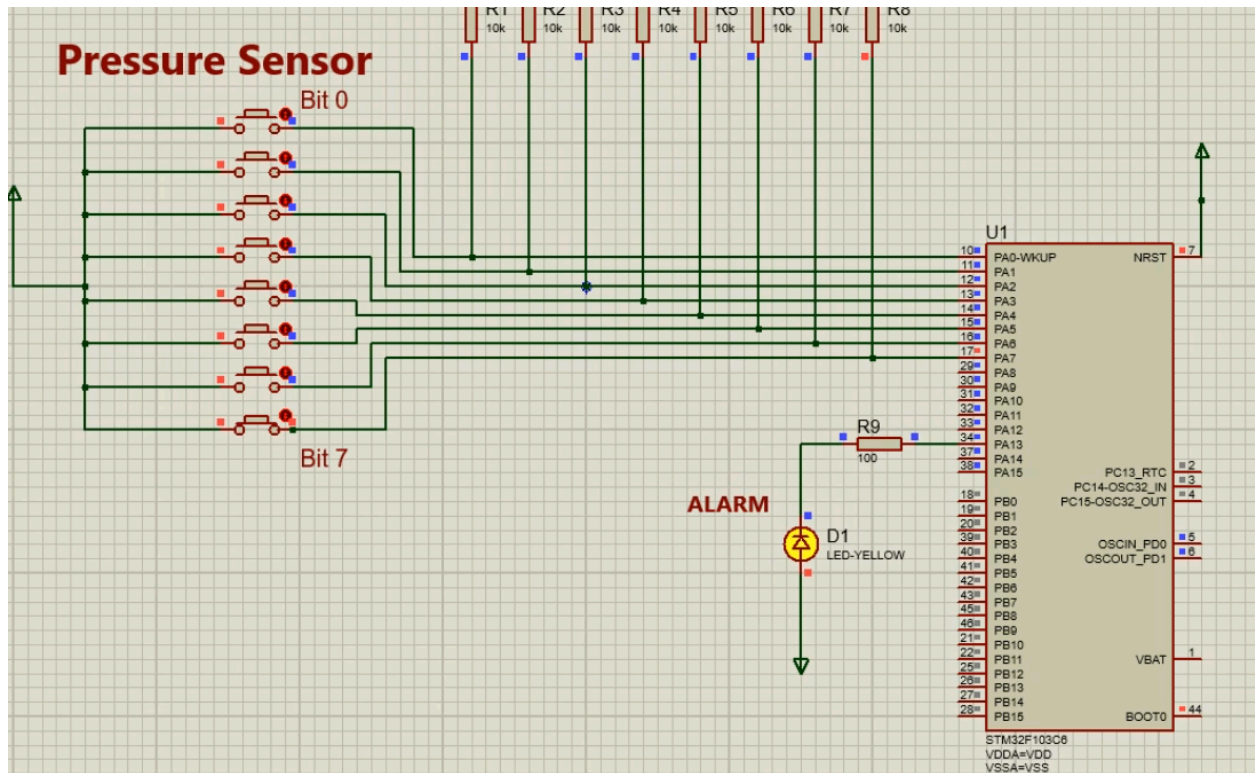 R1 R2 R3 R4 R5 R6 R7 R8
10k 10k 10k 10k 10k 10k 10k 10k
Pressure Sensor
Bit 0
Bit 7
R9
100
ALARM
D1
LED-YELLOW
U1
10 PA0-WKUP
11 PA1
12 PA2
13 PA3
14 PA4
15 PA5
16 PA6
17 PA7
29 PA8
30 PA9
31 PA10
32 PA11
33 PA12
34 PA13
37 PA14
38 PA15
18 PB0
19 PB1
20 PB2
39 PB3
40 PB4
41 PB5
42 PB6
43 PB7
45 PB8
46 PB9
21 PB10
22 PB11
25 PB12
26 PB13
27 PB14
28 PB15
NRST 7
PC13_RTC 2
PC14-OSC32_IN 3
PC15-OSC32_OUT 4
OSCIN_PD0 5
OSCOUT_PD1 6
VBAT 1
BOOT0 44
STM32F103C6
VDDA=VDD
VSSA=VSS